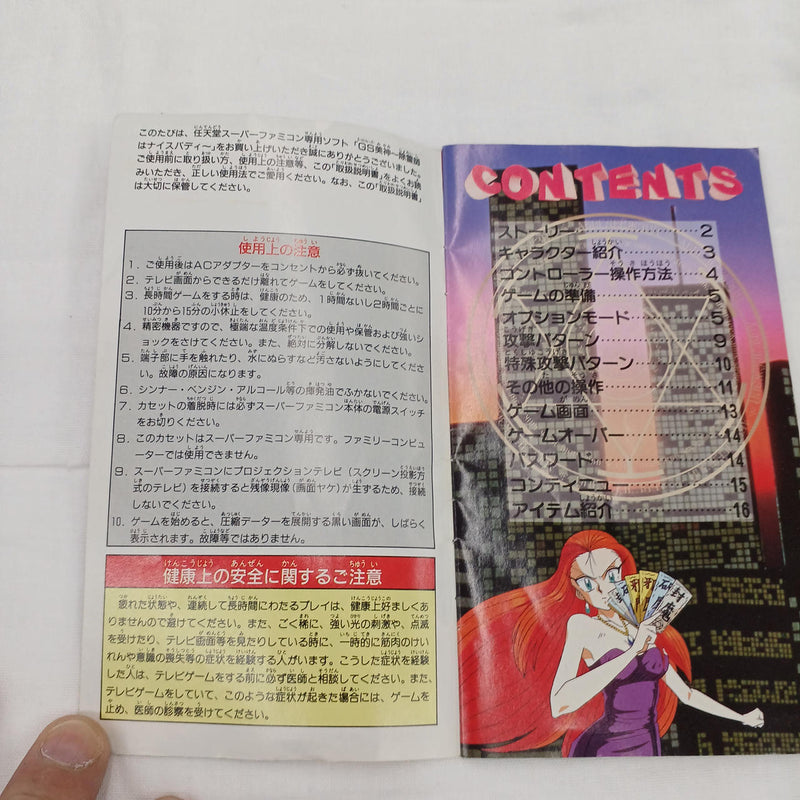 このたびは、任天堂スーパーファミコン専用ソフト「GS美神〜除霊師
はナイスバディ〜」をお買い上げいただき誠にありがとうございました。
ご使用前に取り扱い方、使用上の注意等、この「取扱説明書」をよくお読
みいただき、正しい使用法でご愛用ください。なお、この「取扱説明書」
は大切に保管してください。
使用上の注意
1. ご使用後はACアダプターをコンセントから必ず抜いてください。
2. テレビ画面からできるだけ離れてゲームをしてください。
3. 長時間ゲームをする時は、健康のため、1時間ないし2時間ごとに
10分から15分の小休止をしてください。
4. 精密機器ですので、極端な温度条件下での使用や保管および強いシ
ョックをさけてください。また、絶対に分解しないでください。
5. 端子部に手を触れたり、水にぬらすなど汚さないようにしてくださ
い。故障の原因になります。
6. シンナー・ベンジン・アルコール等の揮発油でふかないでください。
7. カセットの着脱時には必ずスーパーファミコン本体の電源スイッチ
をお切りください。
8. このカセットはスーパーファミコン専用です。ファミリーコンピュ
ーターでは使用できません。
9. スーパーファミコンにプロジェクションテレビ（スクリーン投影方
式のテレビ）を接続すると残像現像（画面ヤケ）が生ずるため、接続
しないでください。
10. ゲームを始めると、圧縮データーを展開する黒い画面が、しばらく
表示されます。故障等ではありません。
健康上の安全に関するご注意
疲れた状態や、連続して長時間にわたるプレイは、健康上好ましくあ
りませんので避けてください。また、ごく稀に、強い光の刺激や、点滅
を受けたり、テレビ画面等を見たりしている時に、一時的に筋肉のけい
れんや意識の喪失等の症状を経験する人がいます。こうした症状を経験
した人は、テレビゲームをする前に必ず医師と相談してください。また、
テレビゲームをしていて、このような症状が起きた場合には、ゲームを
止め、医師の診察を受けてください。
CONTENTS
ストーリー……2
キャラクター紹介……3
コントローラー操作方法……4
ゲームの準備……5
オプションモード……5
攻撃パターン……9
特殊攻撃パターン……10
その他の操作……11
ゲーム画面……13
ゲームオーバー……14
パスワード……14
コンティニュー……15
アイテム紹介……16